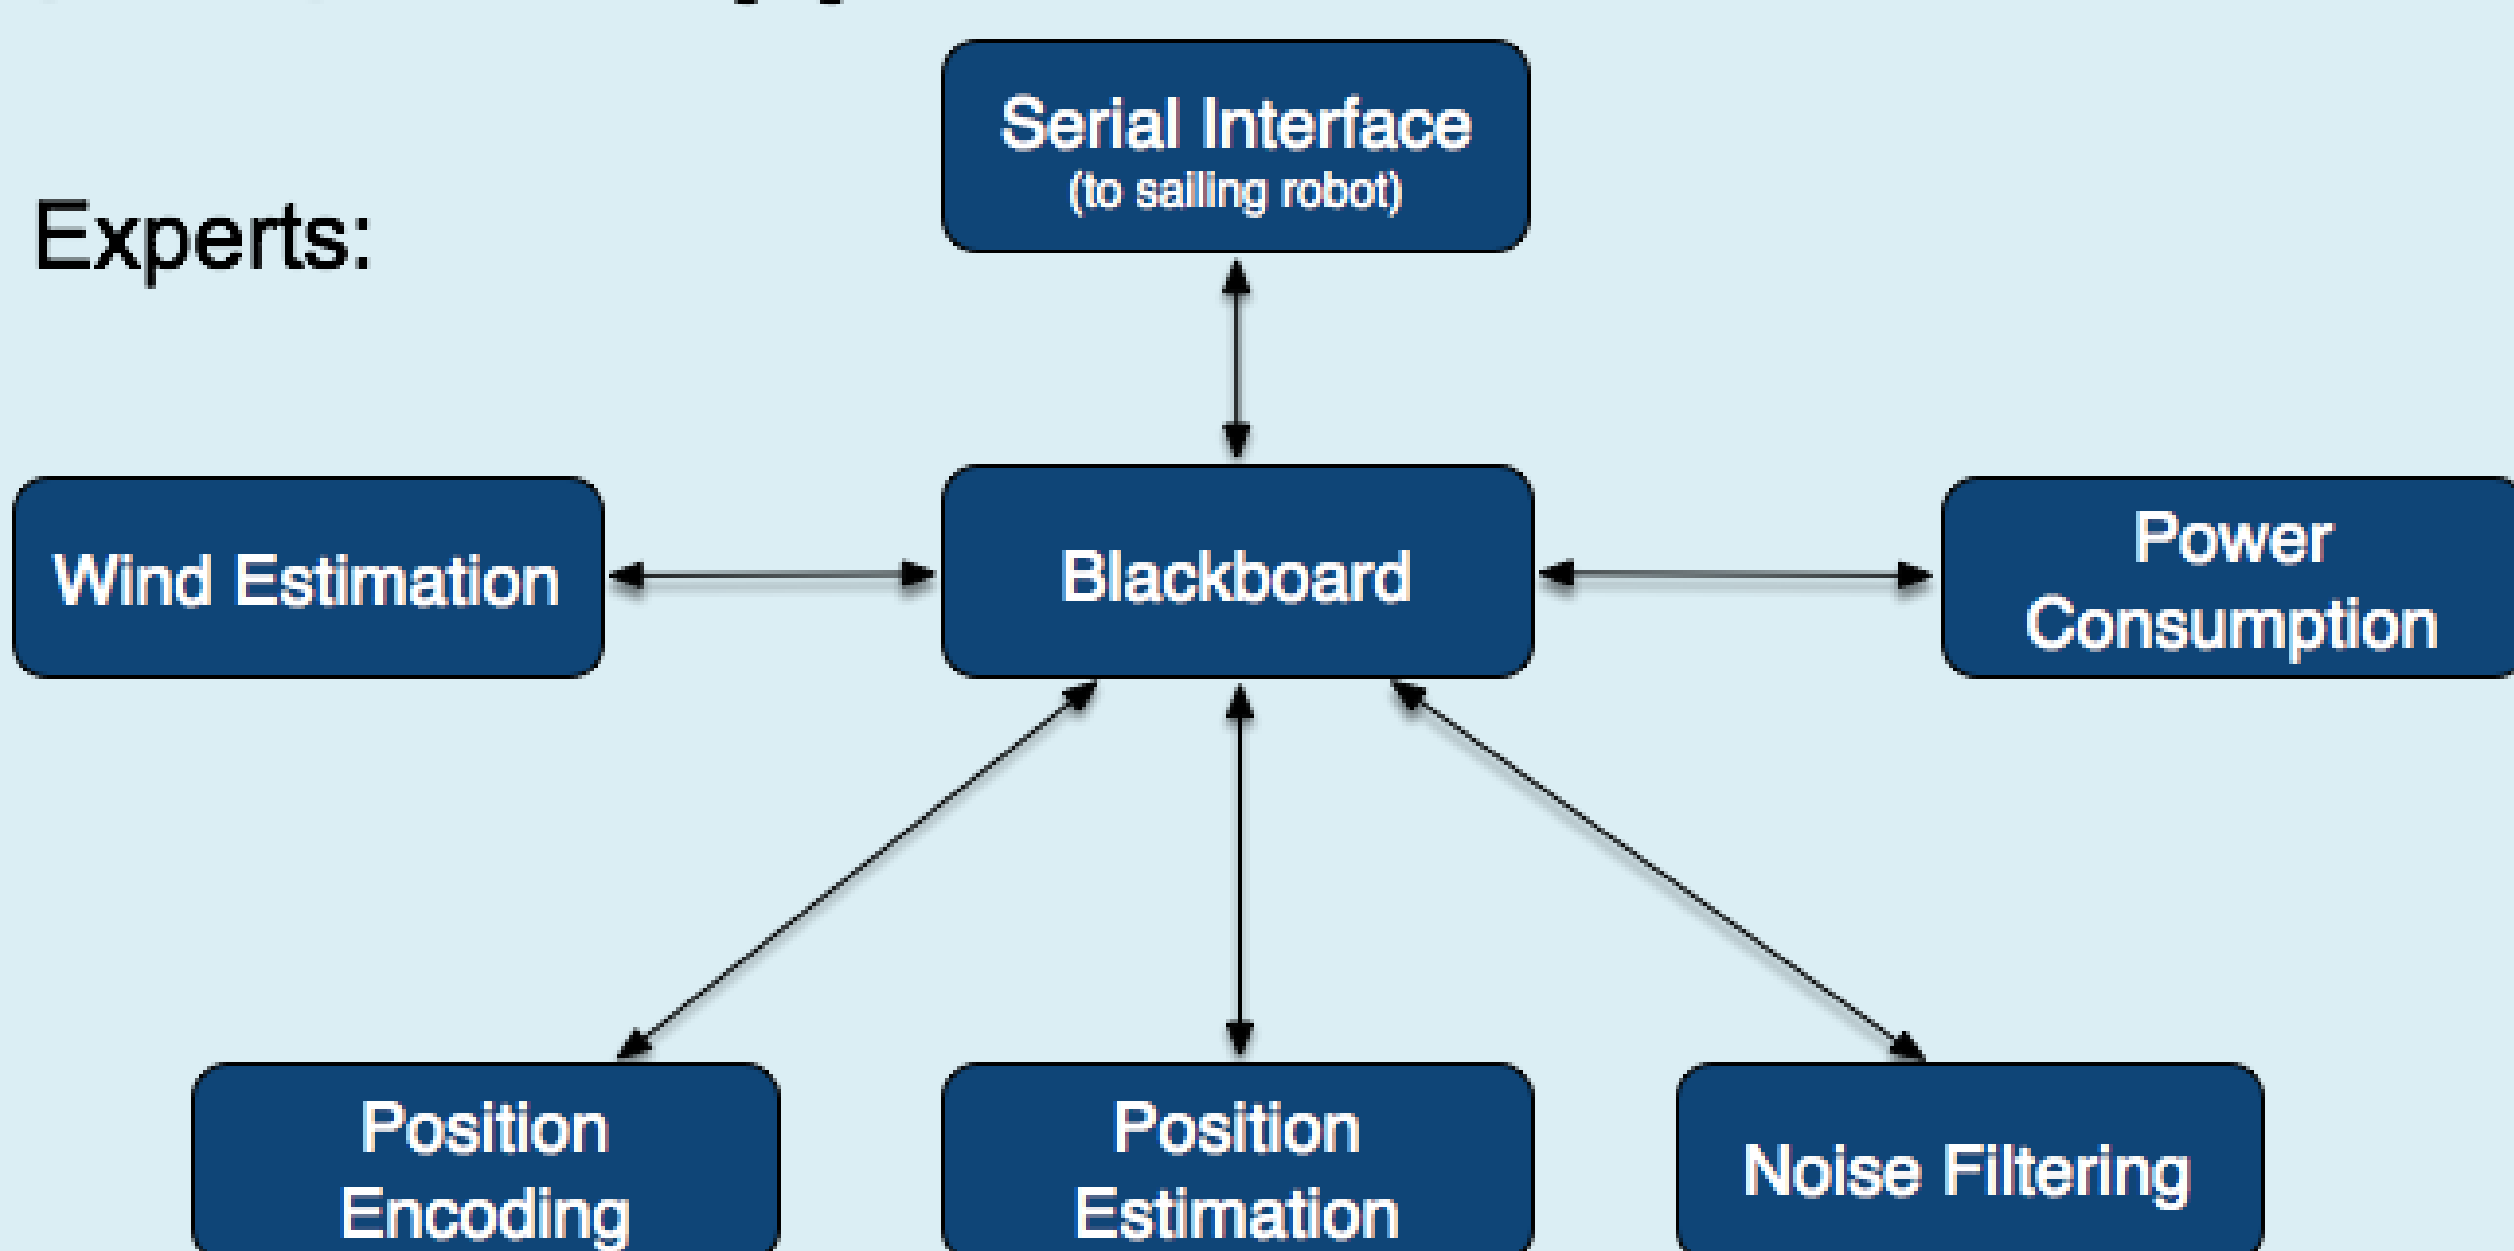 Serial Interface
(to sailing robot)
Experts:
Wind Estimation
Blackboard
Power
Consumption
Position
Encoding
Position
Estimation
Noise Filtering